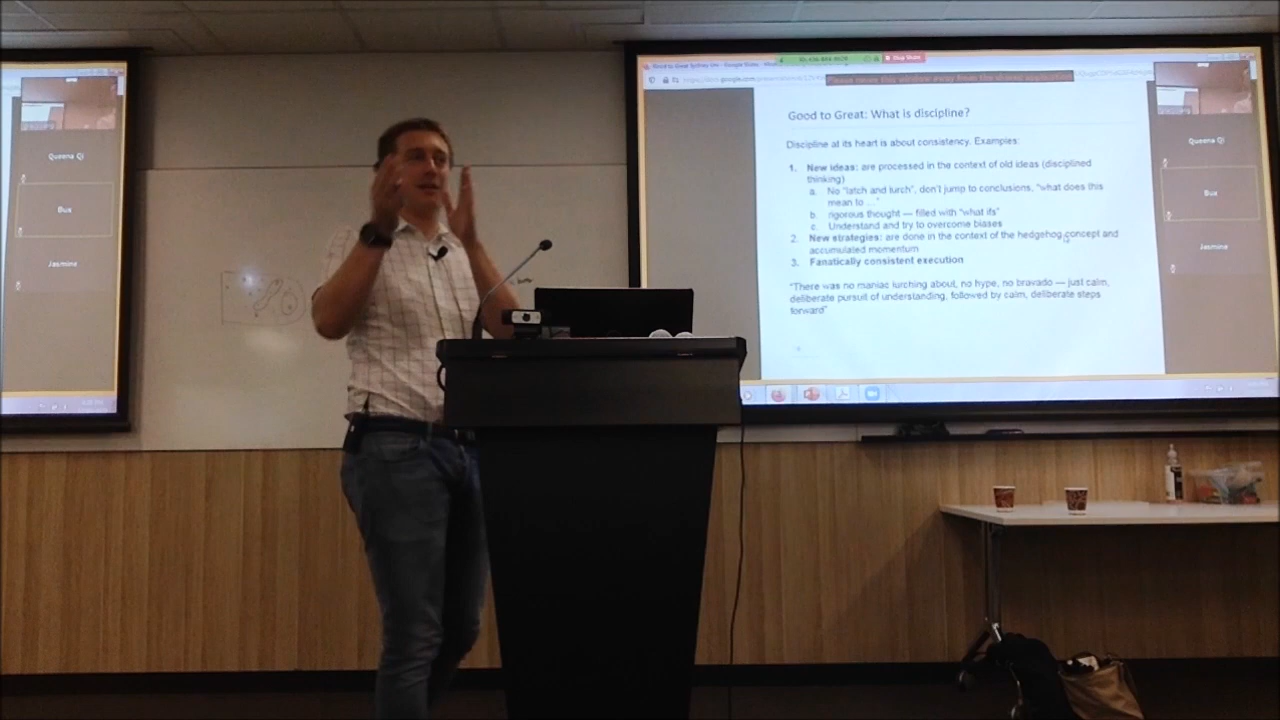 Queena Qi
Bux
Jasmine
Stop Share
Please move this window away from the shared application
Good to Great: What is discipline?
Discipline at its heart is about consistency. Examples:
1. New ideas: are processed in the context of old ideas (disciplined
thinking)
a. No "latch and lurch", don't jump to conclusions, "what does this
mean to ..."
b. rigorous thought — filled with "what ifs"
c. Understand and try to overcome biases
2. New strategies: are done in the context of the hedgehog concept and
accumulated momentum
3. Fanatically consistent execution
"There was no maniac lurching about, no hype, no bravado — just calm,
deliberate pursuit of understanding, followed by calm, deliberate steps
forward"
Queena Qi
Bux
Jasmine